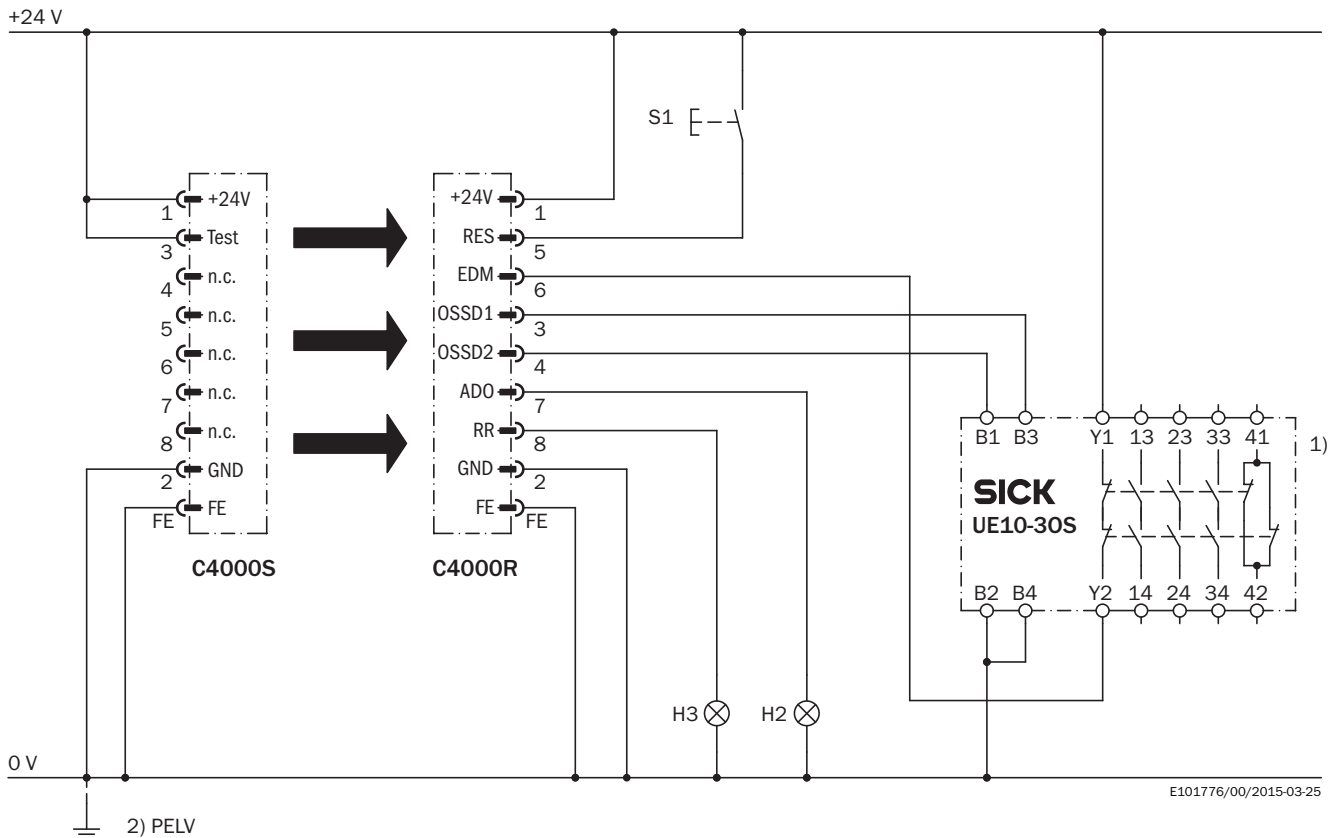 +24 V
S1
+24V
1
Test
3
n.c.
4
n.c.
5
n.c.
6
n.c.
7
n.c.
8
GND
2
FE
FE
C4000S
+24V
1
RES
5
EDM
6
OSSD1
3
OSSD2
4
ADO
7
RR
8
GND
2
FE
FE
C4000R
B1 B3 Y1 13 23 33 41
1)
SICK
UE10-30S
B2 B4 Y2 14 24 34 42
H3
H2
0 V
E101776/00/2015-03-25
2) PELV